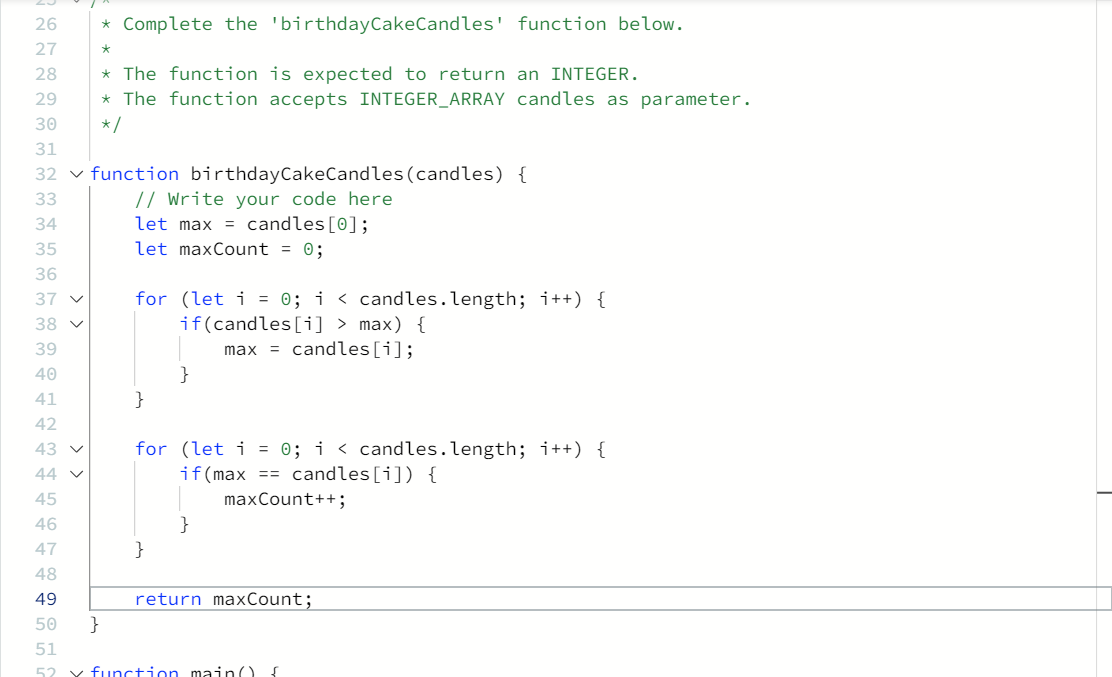 25 /*
26 * Complete the 'birthdayCakeCandles' function below.
27 *
28 * The function is expected to return an INTEGER.
29 * The function accepts INTEGER_ARRAY candles as parameter.
30 */
31
32 function birthdayCakeCandles(candles) {
33 // Write your code here
34 let max = candles[0];
35 let maxCount = 0;
36
37 for (let i = 0; i < candles.length; i++) {
38 if(candles[i] > max) {
39 max = candles[i];
40 }
41 }
42
43 for (let i = 0; i < candles.length; i++) {
44 if(max == candles[i]) {
45 maxCount++;
46 }
47 }
48
49 return maxCount;
50 }
51
52 function main() {